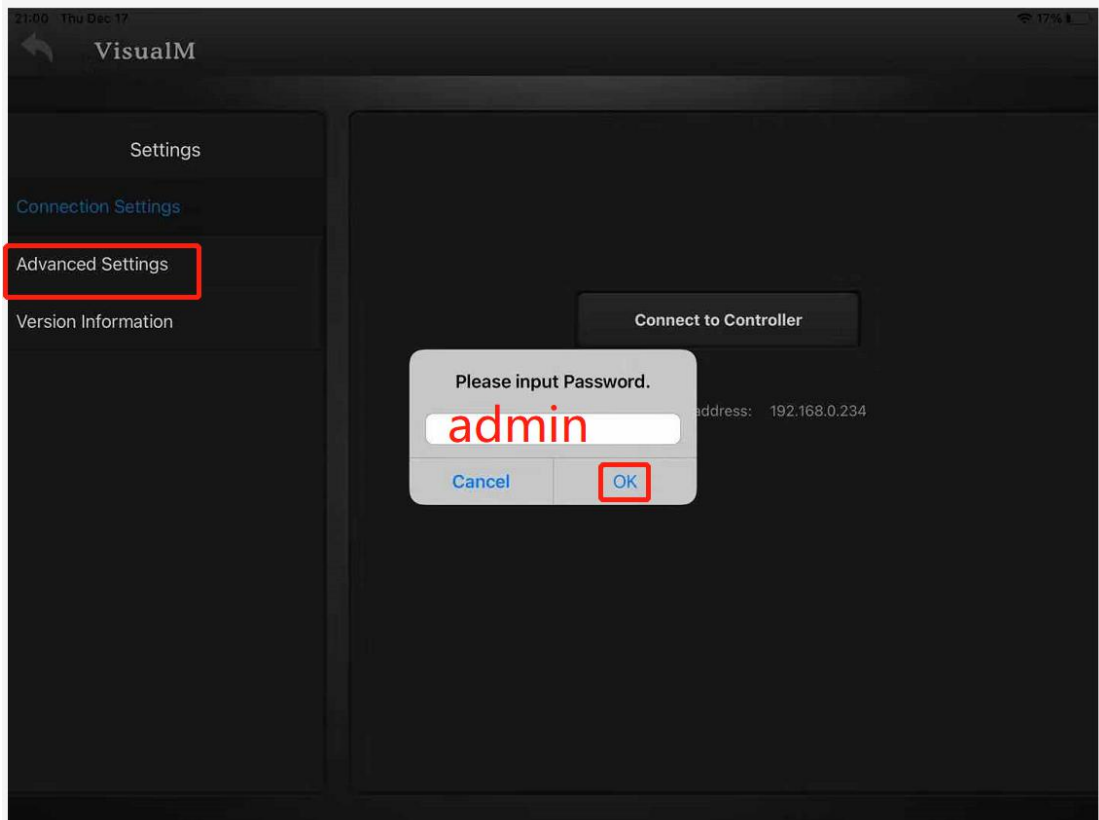 21:00 Thu Dec 17
17%
VisualM
Settings
Connection Settings
Advanced Settings
Version Information
Connect to Controller
Please input Password.
address: 192.168.0.234
admin
Cancel
OK